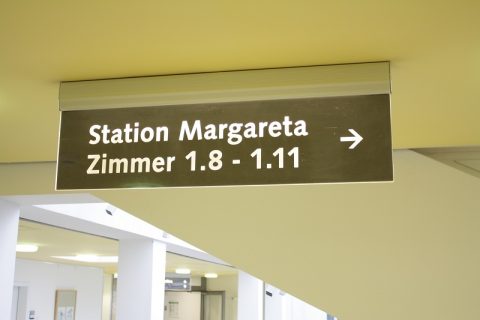 Station Margareta →
Zimmer 1.8 - 1.11